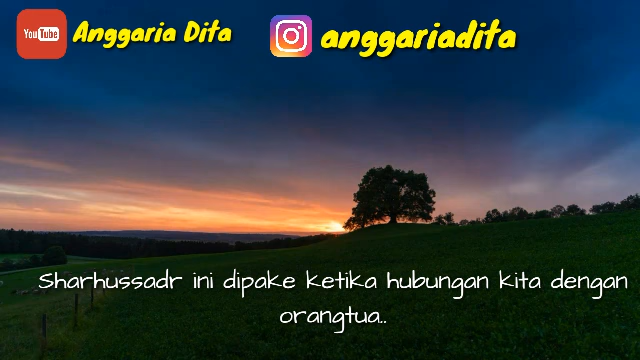 YouTube Anggaria Dita anggariadita
Sharhussadr ini dipake ketika hubungan kita dengan
orangtua..